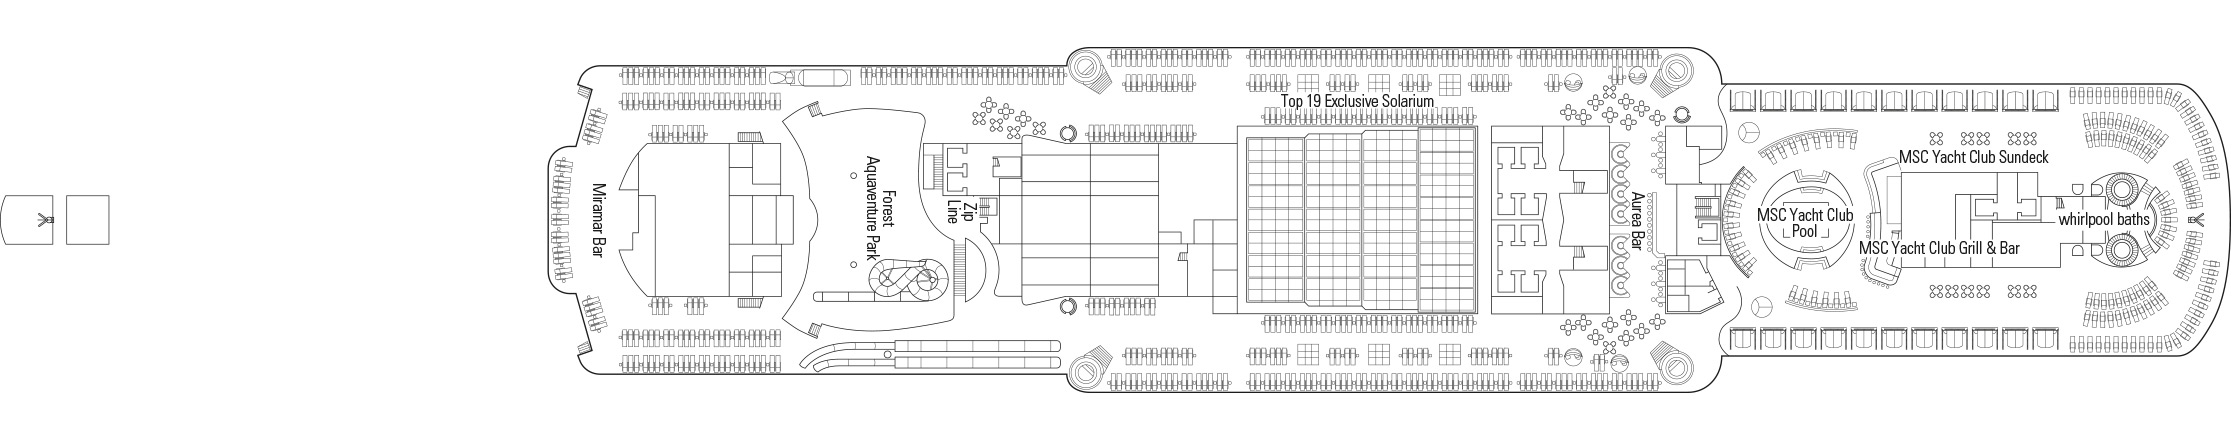 Miramar Bar
Forest
Aquaventure Park
Zip
Line
Top 19 Exclusive Solarium
Aurea Bar
MSC Yacht Club
Pool
MSC Yacht Club Sundeck
MSC Yacht Club Grill & Bar
whirlpool baths